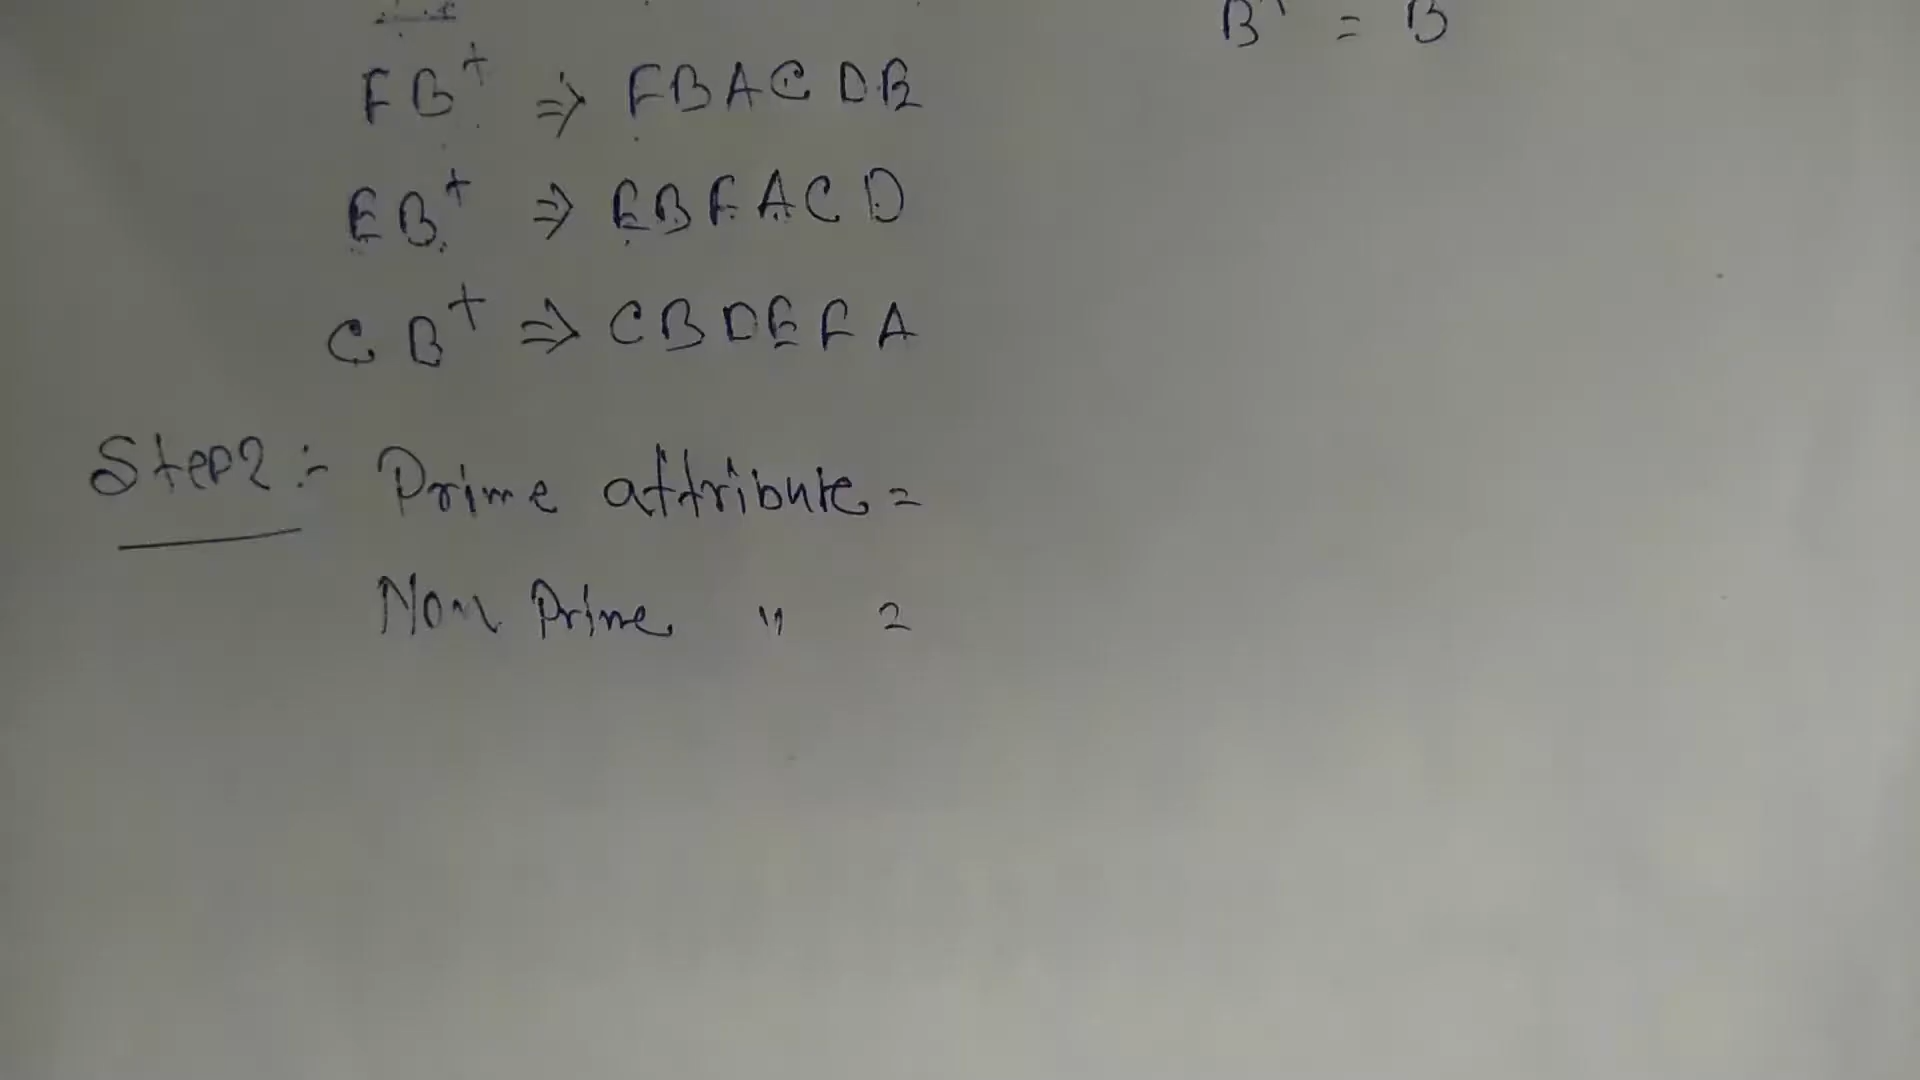 B+ = B
FB+ ⇒ FBACDE
EB+ ⇒ EBFACD
CB+ ⇒ CBDEFA
Step2 :- Prime attribute =
Non Prime " =